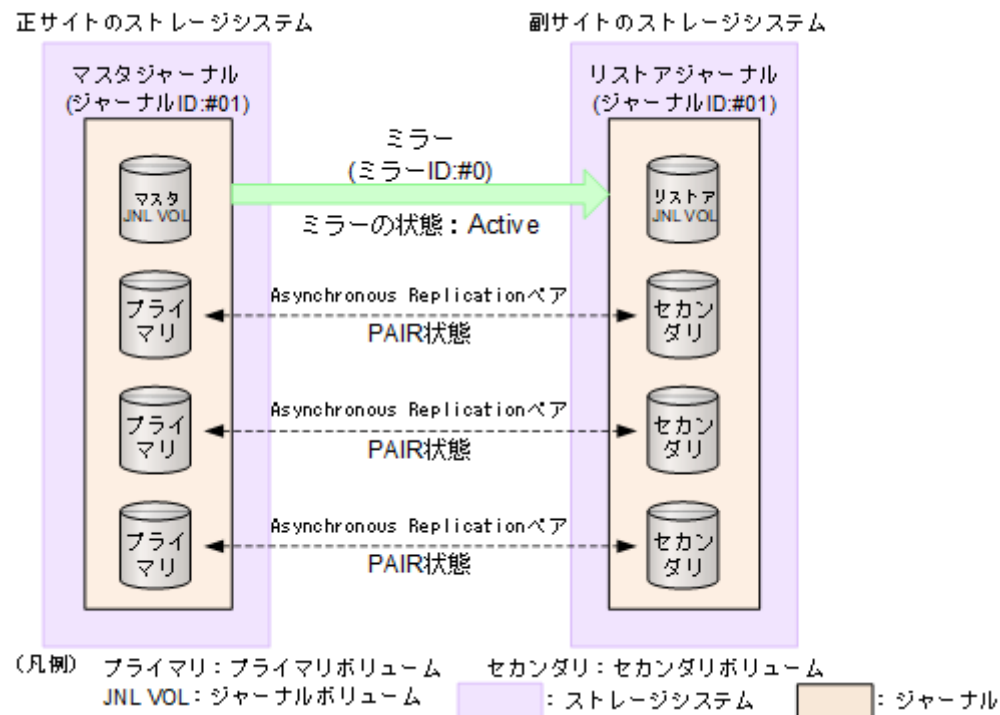 正サイトのストレージシステム
副サイトのストレージシステム
マスタジャーナル
(ジャーナルID:#01)
リストアジャーナル
(ジャーナルID:#01)
ミラー
(ミラーID:#0)
ミラーの状態：Active
マスタ
JNL VOL
リストア
JNL VOL
プライ
マリ
Asynchronous Replicationペア
PAIR状態
セカン
ダリ
プライ
マリ
Asynchronous Replicationペア
PAIR状態
セカン
ダリ
プライ
マリ
Asynchronous Replicationペア
PAIR状態
セカン
ダリ
(凡例) プライマリ：プライマリボリューム セカンダリ：セカンダリボリューム
JNL VOL：ジャーナルボリューム ：ストレージシステム ：ジャーナル